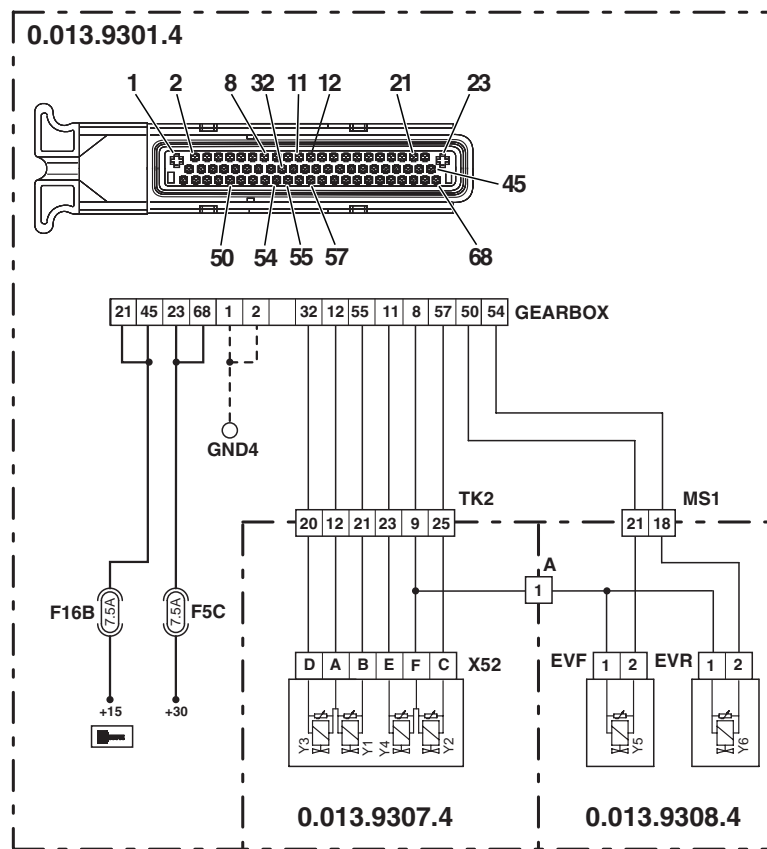 0.013.9301.4
1 2 8 32 11 12 21 23
45
50 54 55 57 68
21 45 23 68 1 2 32 12 55 11 8 57 50 54 GEARBOX
GND4
TK2 MS1
20 12 21 23 9 25 21 18
A
1
F16B 7.5A 7.5A F5C
D A B E F C X52 EVF 1 2 EVR 1 2
+15 +30
Y3 Y1 Y4 Y2 Y5 Y6
0.013.9307.4 0.013.9308.4